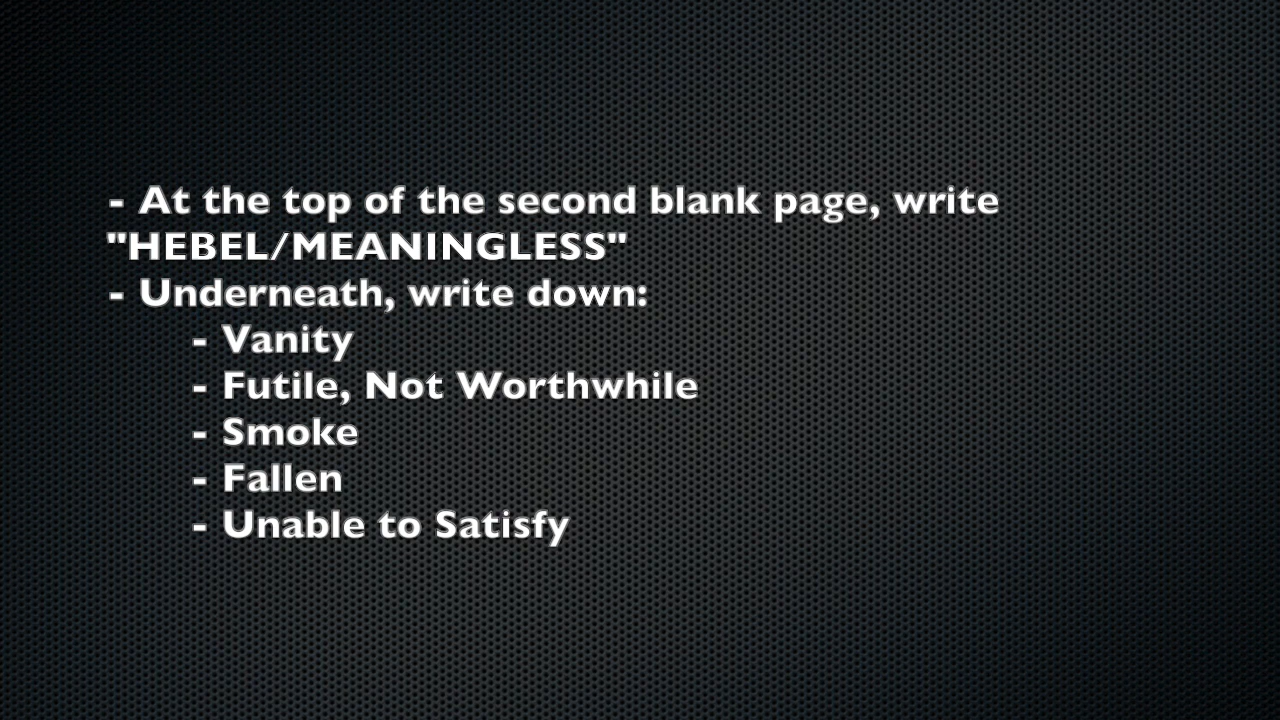 - At the top of the second blank page, write
"HEBEL/MEANINGLESS"
- Underneath, write down:
- Vanity
- Futile, Not Worthwhile
- Smoke
- Fallen
- Unable to Satisfy